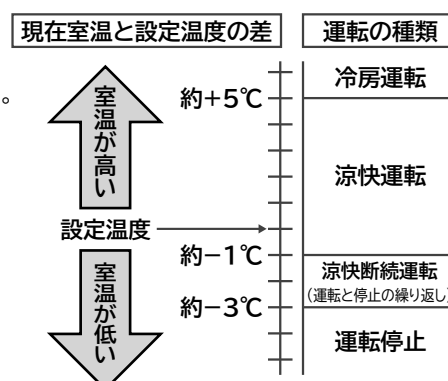 現在室温と設定温度の差
運転の種類
。
室温が高い
約+5℃
冷房運転
涼快運転
設定温度
約−1℃
涼快断続運転
(運転と停止の繰り返し)
室温が低い
約−3℃
運転停止